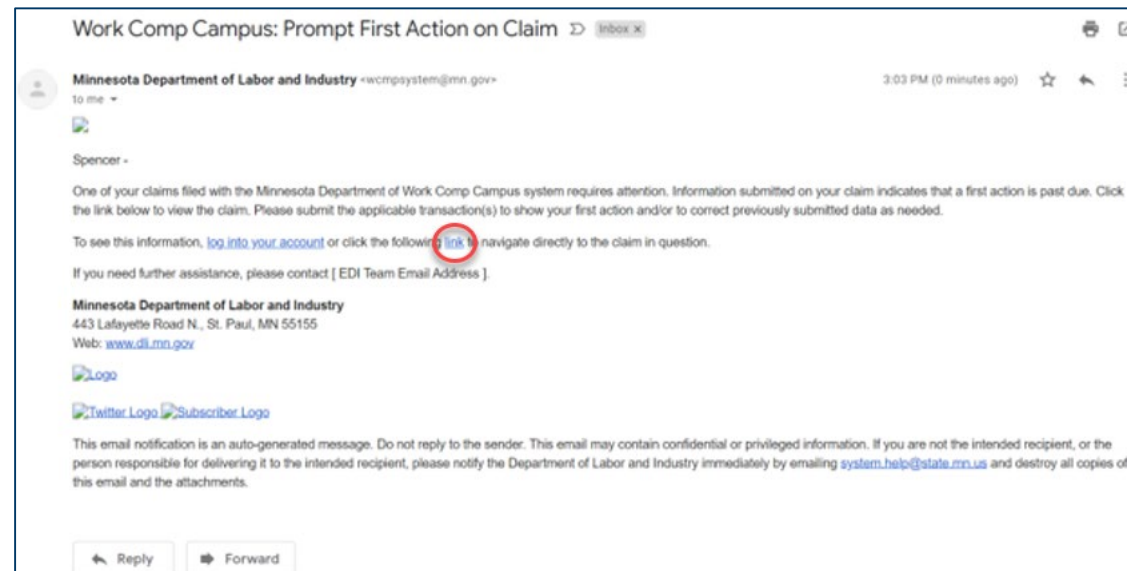 Work Comp Campus: Prompt First Action on Claim Inbox x
Minnesota Department of Labor and Industry <wcmpsystem@mn.gov> 3:03 PM (0 minutes ago)
to me
Spencer -
One of your claims filed with the Minnesota Department of Work Comp Campus system requires attention. Information submitted on your claim indicates that a first action is past due. Click
the link below to view the claim. Please submit the applicable transaction(s) to show your first action and/or to correct previously submitted data as needed.
To see this information, log into your account or click the following link to navigate directly to the claim in question.
If you need further assistance, please contact [ EDI Team Email Address ].
Minnesota Department of Labor and Industry
443 Lafayette Road N., St. Paul, MN 55155
Web: www.dli.mn.gov
Logo
Twitter Logo Subscriber Logo
This email notification is an auto-generated message. Do not reply to the sender. This email may contain confidential or privileged information. If you are not the intended recipient, or the
person responsible for delivering it to the intended recipient, please notify the Department of Labor and Industry immediately by emailing system.help@state.mn.us and destroy all copies of
this email and the attachments.
Reply Forward